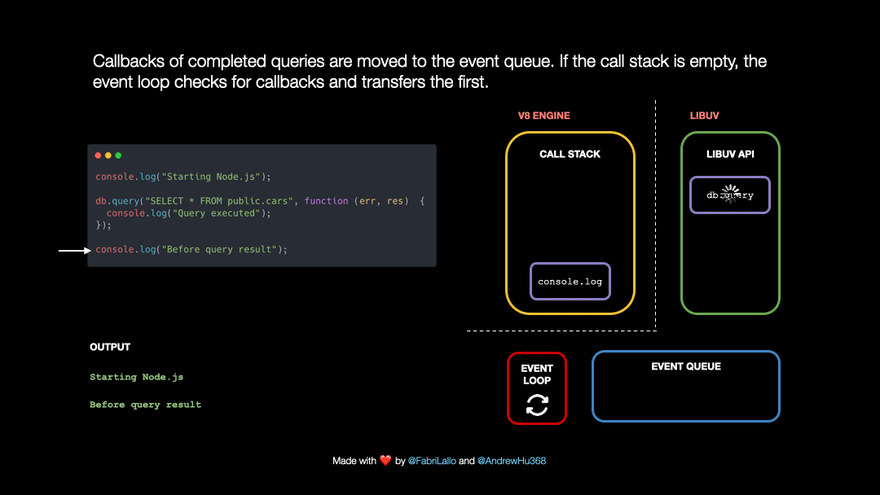 Callbacks of completed queries are moved to the event queue. If the call stack is empty, the
event loop checks for callbacks and transfers the first.
V8 ENGINE
LIBUV
CALL STACK
LIBUV API
console.log("Starting Node.js");
db.query("SELECT * FROM public.cars", function (err, res)  {
  console.log("Query executed");
});
console.log("Before query result");
db.query
console.log
OUTPUT
Starting Node.js
Before query result
EVENT
LOOP
EVENT QUEUE
Made with ❤️ by @FabriLallo and @AndrewHu368